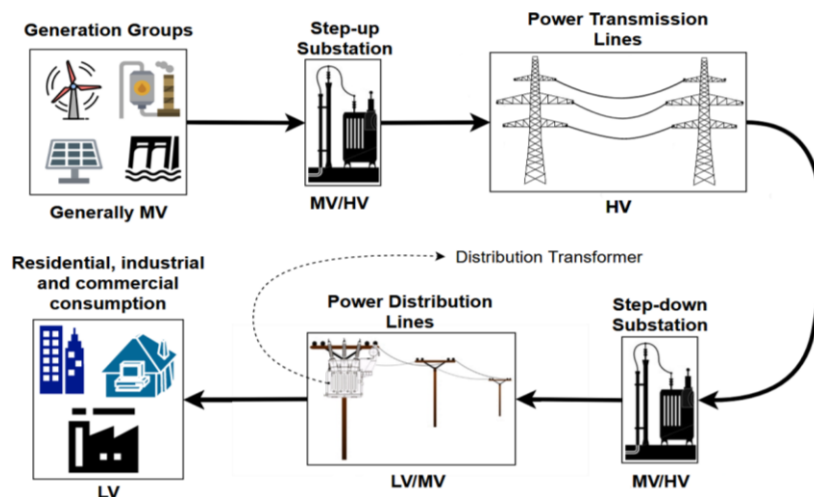 Generation Groups
Generally MV
Step-up
Substation
MV/HV
Power Transmission
Lines
HV
Distribution Transformer
Residential, industrial
and commercial
consumption
LV
Power Distribution
Lines
LV/MV
Step-down
Substation
MV/HV